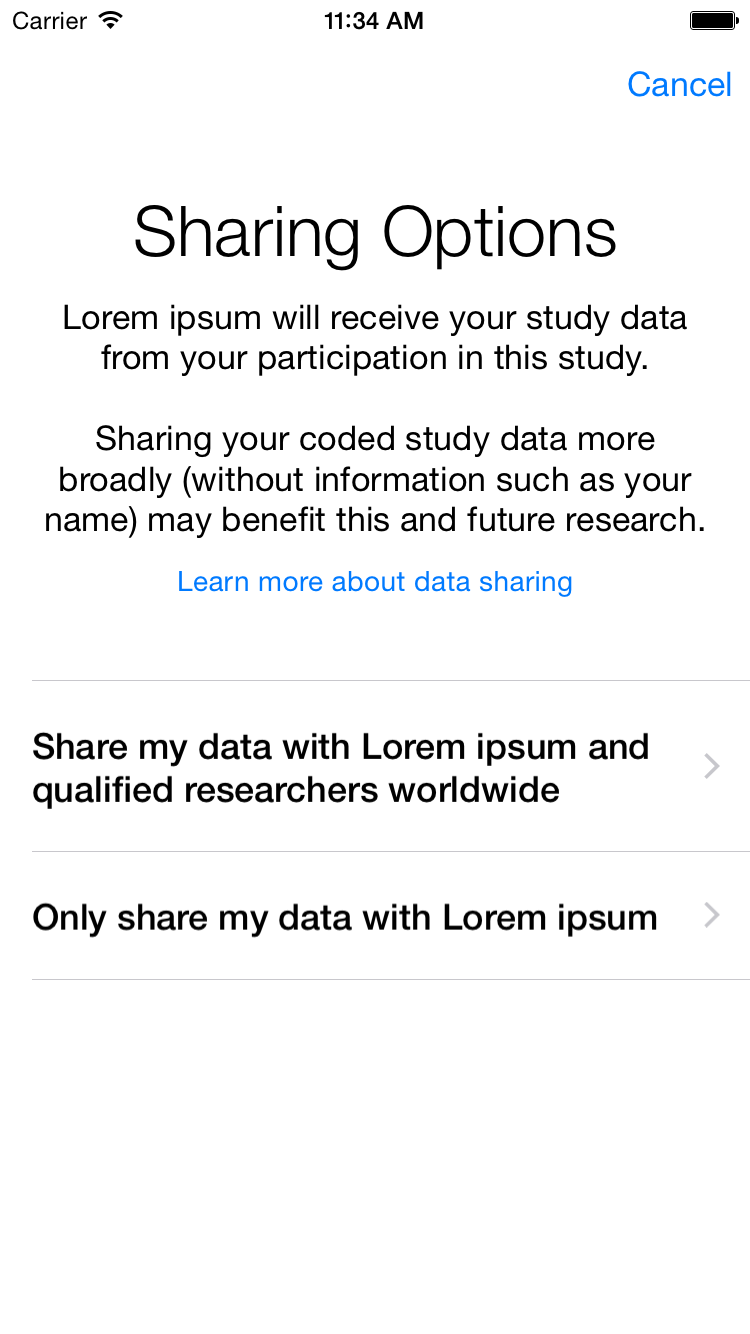 Carrier 11:34 AM
Cancel
Sharing Options
Lorem ipsum will receive your study data
from your participation in this study.
Sharing your coded study data more
broadly (without information such as your
name) may benefit this and future research.
Learn more about data sharing
Share my data with Lorem ipsum and
qualified researchers worldwide
Only share my data with Lorem ipsum